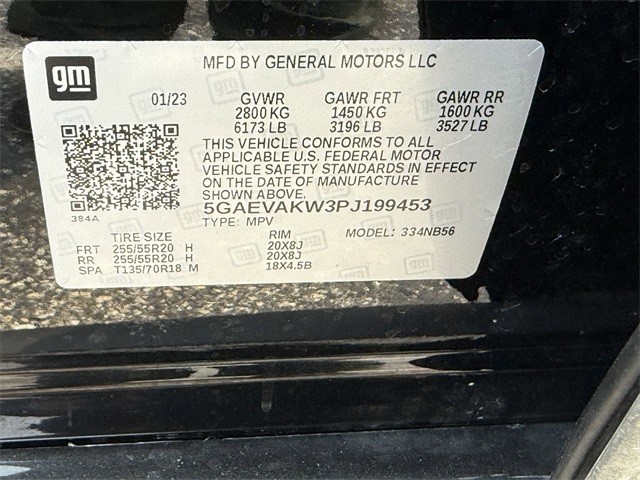 gm
MFD BY GENERAL MOTORS LLC
01/23 GVWR GAWR FRT GAWR RR
2800 KG 1450 KG 1600 KG
6173 LB 3196 LB 3527 LB
THIS VEHICLE CONFORMS TO ALL
APPLICABLE U.S. FEDERAL MOTOR
VEHICLE SAFETY STANDARDS IN EFFECT
ON THE DATE OF MANUFACTURE
SHOWN ABOVE.
384A
5GAEVAKW3PJ199453
TYPE: MPV MODEL: 334NB56
TIRE SIZE RIM
FRT 255/55R20 H 20X8J
RR 255/55R20 H 20X8J
SPA T135/70R18 M 18X4.5B